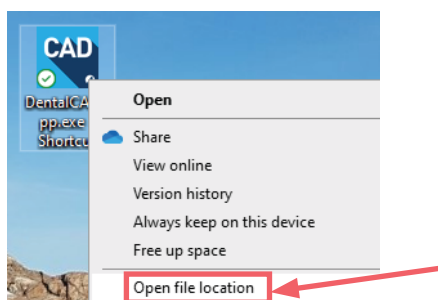 CAD
DentalCA
pp.exe
Shortcu
Open
Share
View online
Version history
Always keep on this device
Free up space
Open file location